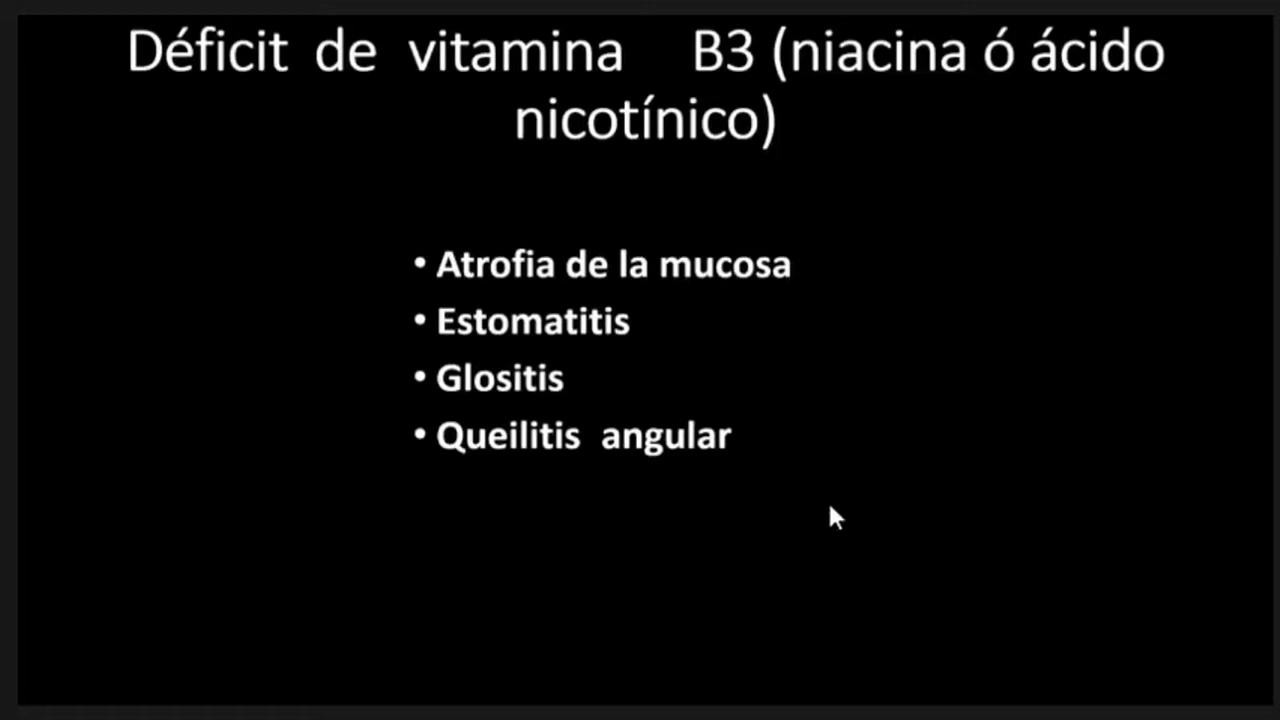 Déficit de vitamina B3 (niacina ó ácido
nicotínico)
• Atrofia de la mucosa
• Estomatitis
• Glositis
• Queilitis angular